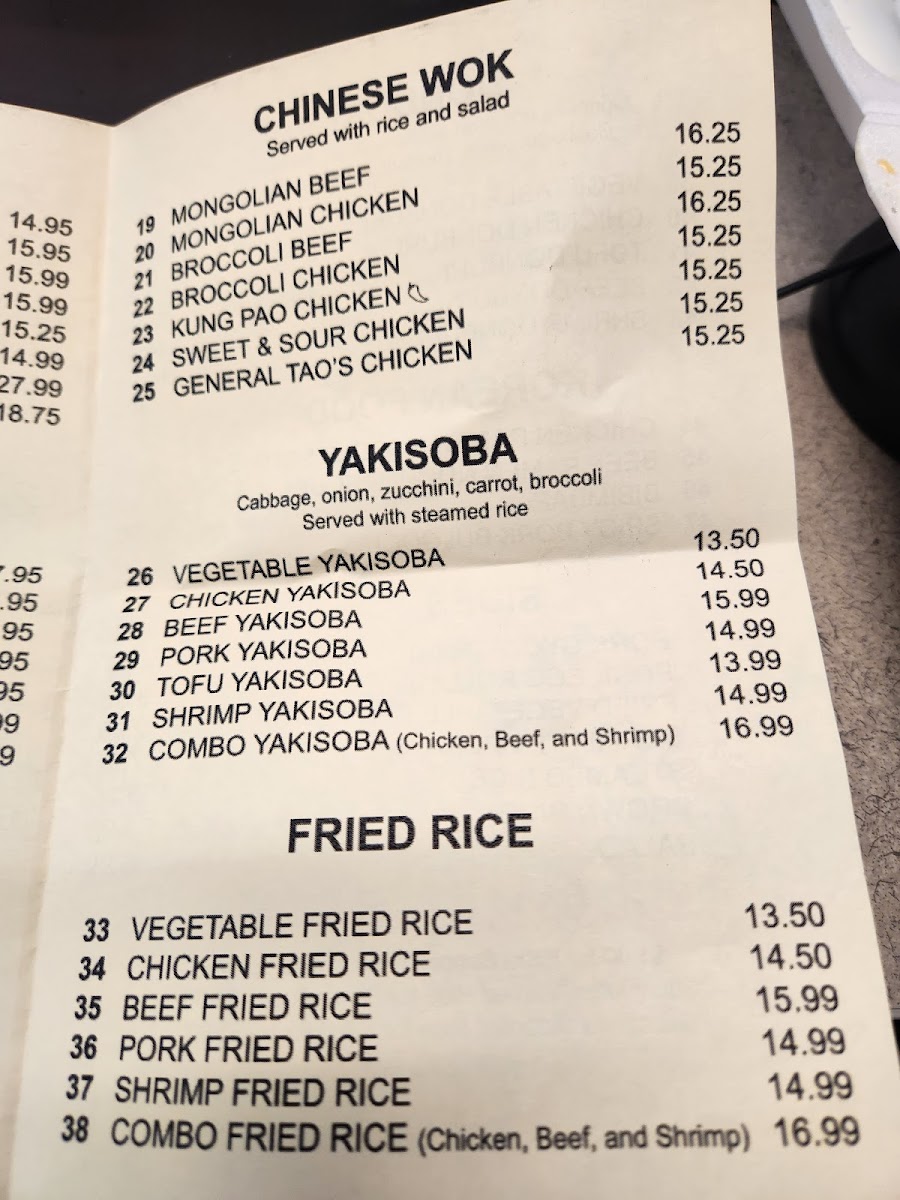 14.95
15.95
15.99
15.99
15.25
14.99
27.99
18.75
.95
.95
95
95
95
99
9
CHINESE WOK
Served with rice and salad
19 MONGOLIAN BEEF 16.25
20 MONGOLIAN CHICKEN 15.25
21 BROCCOLI BEEF 16.25
22 BROCCOLI CHICKEN 15.25
23 KUNG PAO CHICKEN 15.25
24 SWEET & SOUR CHICKEN 15.25
25 GENERAL TAO'S CHICKEN 15.25
YAKISOBA
Cabbage, onion, zucchini, carrot, broccoli
Served with steamed rice
26 VEGETABLE YAKISOBA 13.50
27 CHICKEN YAKISOBA 14.50
28 BEEF YAKISOBA 15.99
29 PORK YAKISOBA 14.99
30 TOFU YAKISOBA 13.99
31 SHRIMP YAKISOBA 14.99
32 COMBO YAKISOBA (Chicken, Beef, and Shrimp) 16.99
FRIED RICE
33 VEGETABLE FRIED RICE 13.50
34 CHICKEN FRIED RICE 14.50
35 BEEF FRIED RICE 15.99
36 PORK FRIED RICE 14.99
37 SHRIMP FRIED RICE 14.99
38 COMBO FRIED RICE (Chicken, Beef, and Shrimp) 16.99